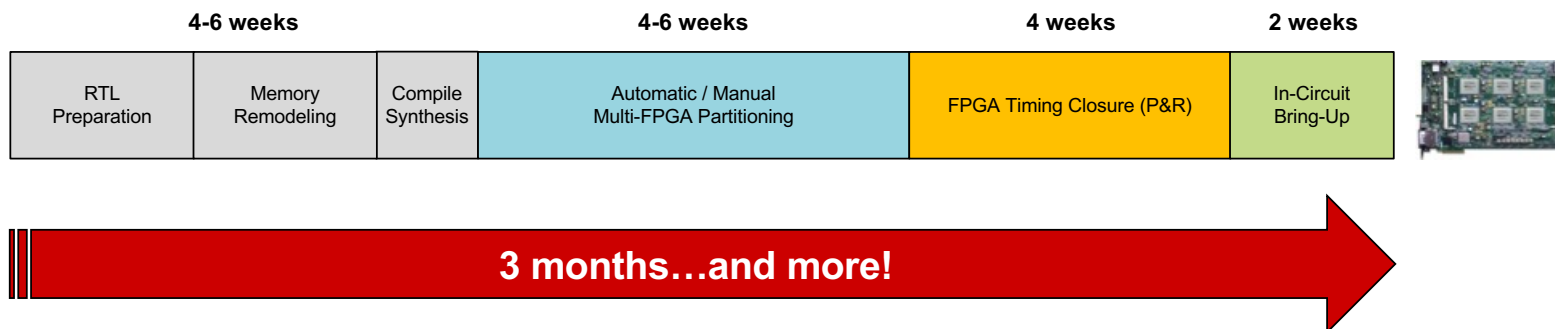 4-6 weeks
4-6 weeks
4 weeks
2 weeks
RTL
Preparation
Memory
Remodeling
Compile
Synthesis
Automatic / Manual
Multi-FPGA Partitioning
FPGA Timing Closure (P&R)
In-Circuit
Bring-Up
3 months…and more!